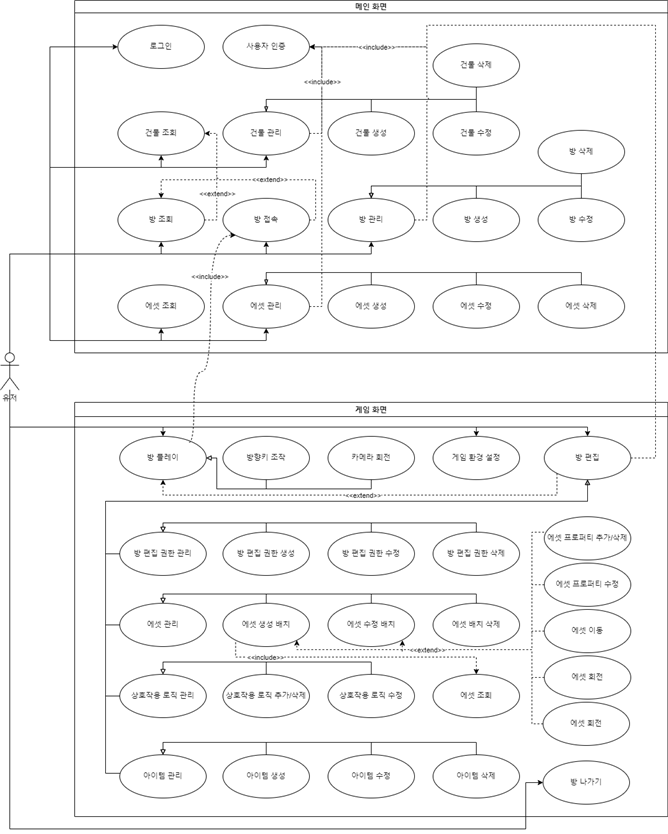 메인 화면
로그인
사용자 인증
<<include>>
건물 삭제
<<include>>
건물 조회
건물 관리
건물 생성
건물 수정
방 삭제
<<extend>>
<<extend>>
방 조회
방 접속
방 관리
방 생성
방 수정
<<include>>
에셋 조회
에셋 관리
에셋 생성
에셋 수정
에셋 삭제
유저
게임 화면
방 플레이
방향키 조작
카메라 회전
게임 환경 설정
방 편집
<<extend>>
에셋 프로퍼티 추가/삭제
방 편집 권한 관리
방 편집 권한 생성
방 편집 권한 수정
방 편집 권한 삭제
에셋 프로퍼티 수정
에셋 관리
에셋 생성 배치
에셋 수정 배치
에셋 배치 삭제
에셋 이동
<<extend>>
<<include>>
에셋 회전
상호작용 로직 관리
상호작용 로직 추가/삭제
상호작용 로직 수정
에셋 조회
에셋 회전
아이템 관리
아이템 생성
아이템 수정
아이템 삭제
방 나가기